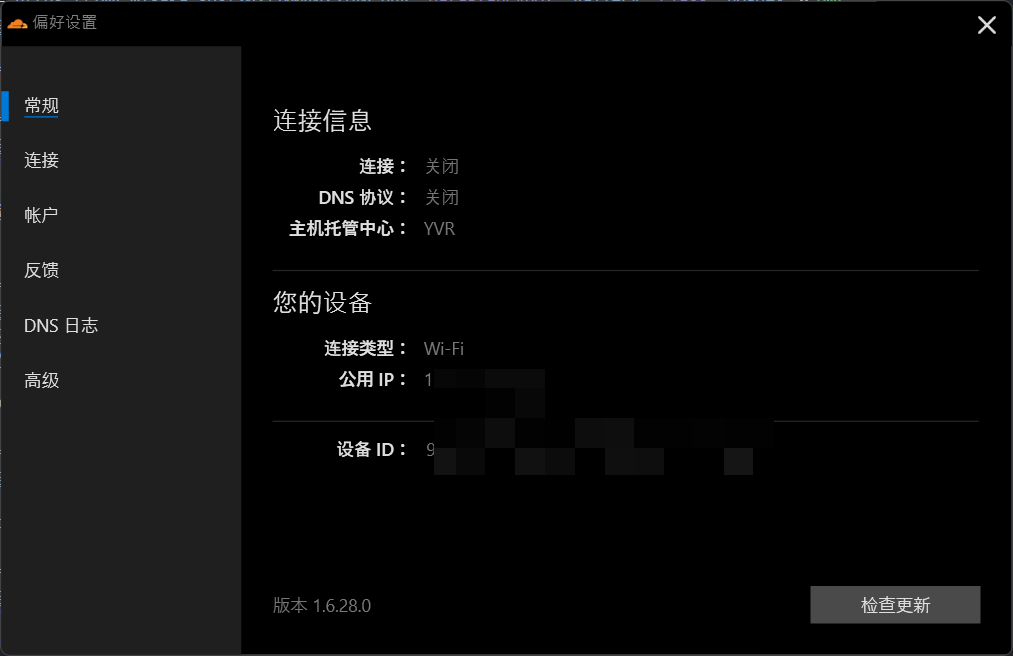 偏好设置
常规
连接
帐户
反馈
DNS 日志
高级
连接信息
连接： 关闭
DNS 协议： 关闭
主机托管中心： YVR
您的设备
连接类型： Wi-Fi
公用 IP： 1
设备 ID： 9
版本 1.6.28.0
检查更新